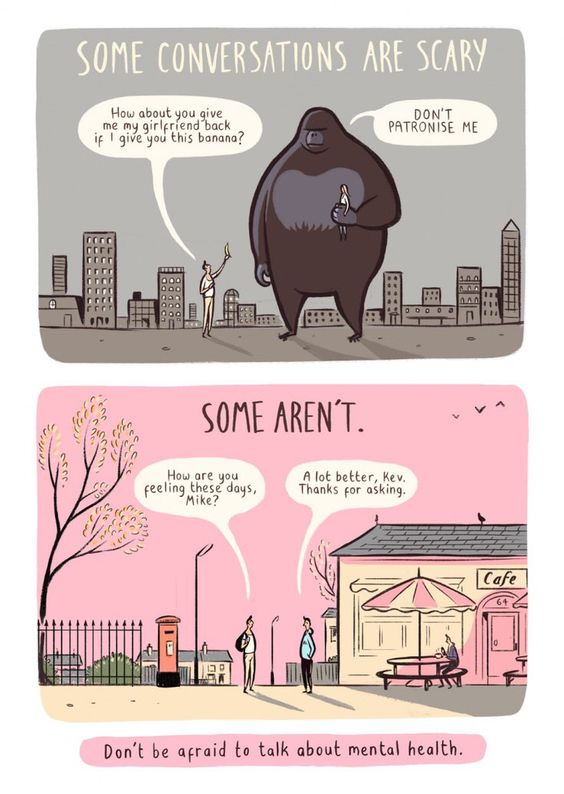 SOME CONVERSATIONS ARE SCARY
How about you give
me my girlfriend back
if I give you this banana?
DON'T
PATRONISE ME
SOME AREN'T.
How are you
feeling these days,
Mike?
A lot better, Kev.
Thanks for asking.
Cafe
64
Don't be afraid to talk about mental health.